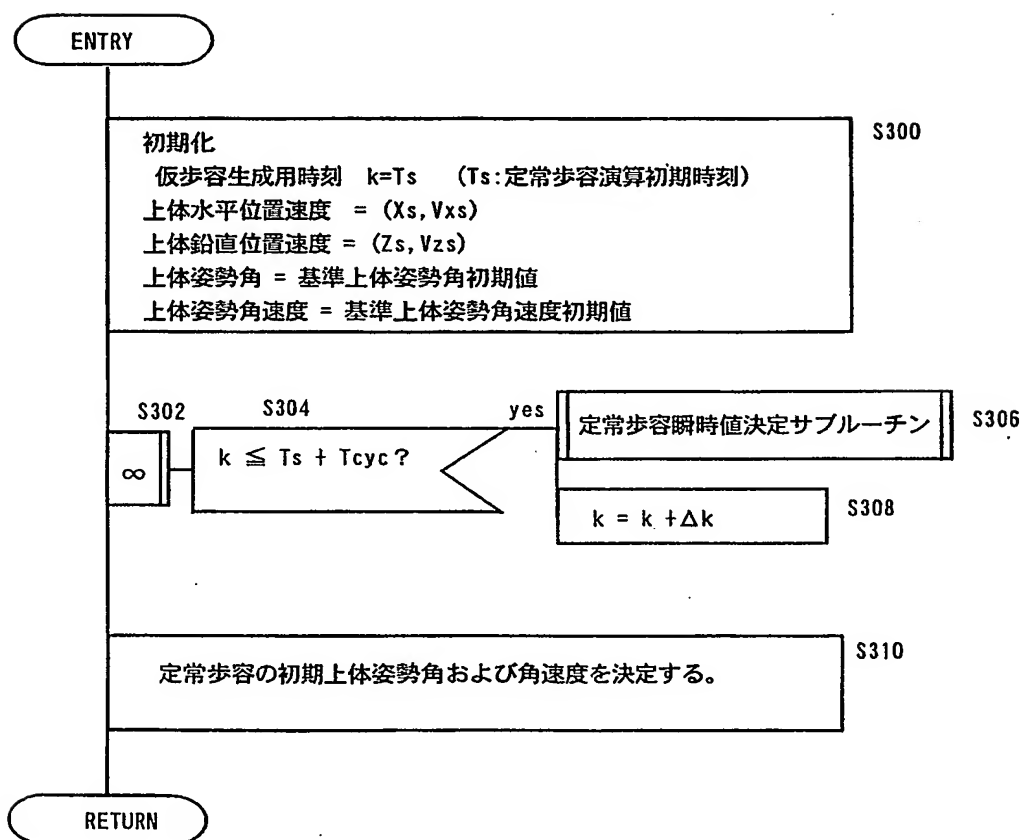 ENTRY
S300
初期化
仮歩容生成用時刻 k=Ts (Ts:定常歩容演算初期時刻)
上体水平位置速度 = (Xs,Vxs)
上体鉛直位置速度 = (Zs,Vzs)
上体姿勢角 = 基準上体姿勢角初期値
上体姿勢角速度 = 基準上体姿勢角速度初期値
S302
∞
S304
k ≦ Ts + Tcyc?
yes
定常歩容瞬時値決定サブルーチン
S306
k = k +Δk
S308
S310
定常歩容の初期上体姿勢角および角速度を決定する。
RETURN